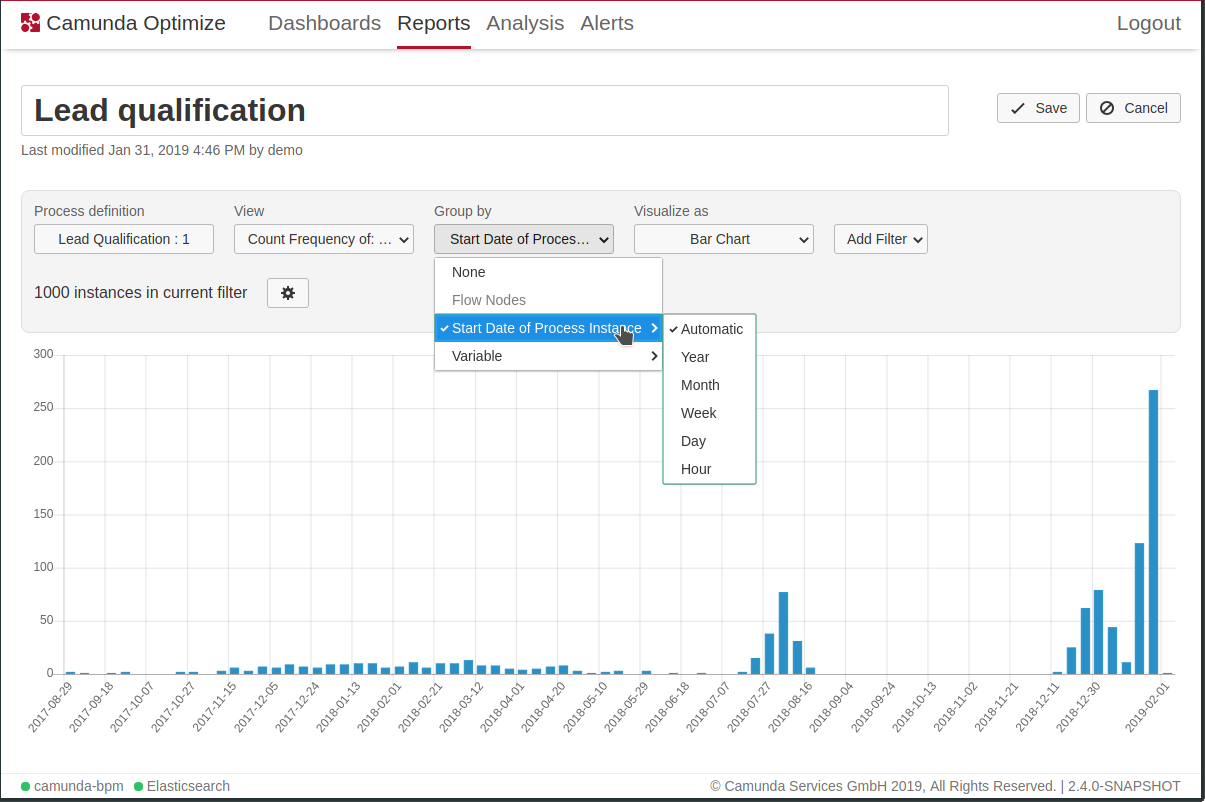 Camunda Optimize Dashboards Reports Analysis Alerts Logout
Lead qualification
Save Cancel
Last modified Jan 31, 2019 4:46 PM by demo
Process definition View Group by Visualize as
Lead Qualification : 1 Count Frequency of: ... Start Date of Proces... Bar Chart Add Filter
None
1000 instances in current filter
Flow Nodes
Start Date of Process Instance
Variable
Automatic
Year
Month
Week
Day
Hour
300
250
200
150
100
50
0
2017-08-29 2017-09-18 2017-10-07 2017-10-27 2017-11-15 2017-12-05 2017-12-24 2018-01-13 2018-02-01 2018-02-21 2018-03-12 2018-04-01 2018-04-20 2018-05-10 2018-05-29 2018-06-18 2018-07-07 2018-07-27 2018-08-16 2018-09-04 2018-09-24 2018-10-13 2018-11-02 2018-11-21 2018-12-11 2018-12-30 2019-02-01
camunda-bpm Elasticsearch © Camunda Services GmbH 2019, All Rights Reserved. | 2.4.0-SNAPSHOT